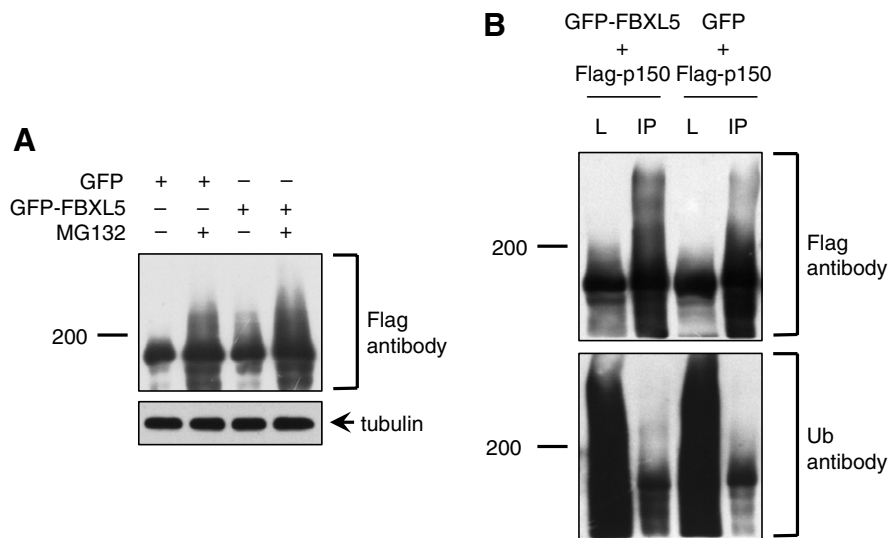 A
GFP + + – –
GFP-FBXL5 – – + +
MG132 – + – +
200
Flag
antibody
tubulin
B
GFP-FBXL5 GFP
+ +
Flag-p150 Flag-p150
L IP L IP
200
Flag
antibody
200
Ub
antibody